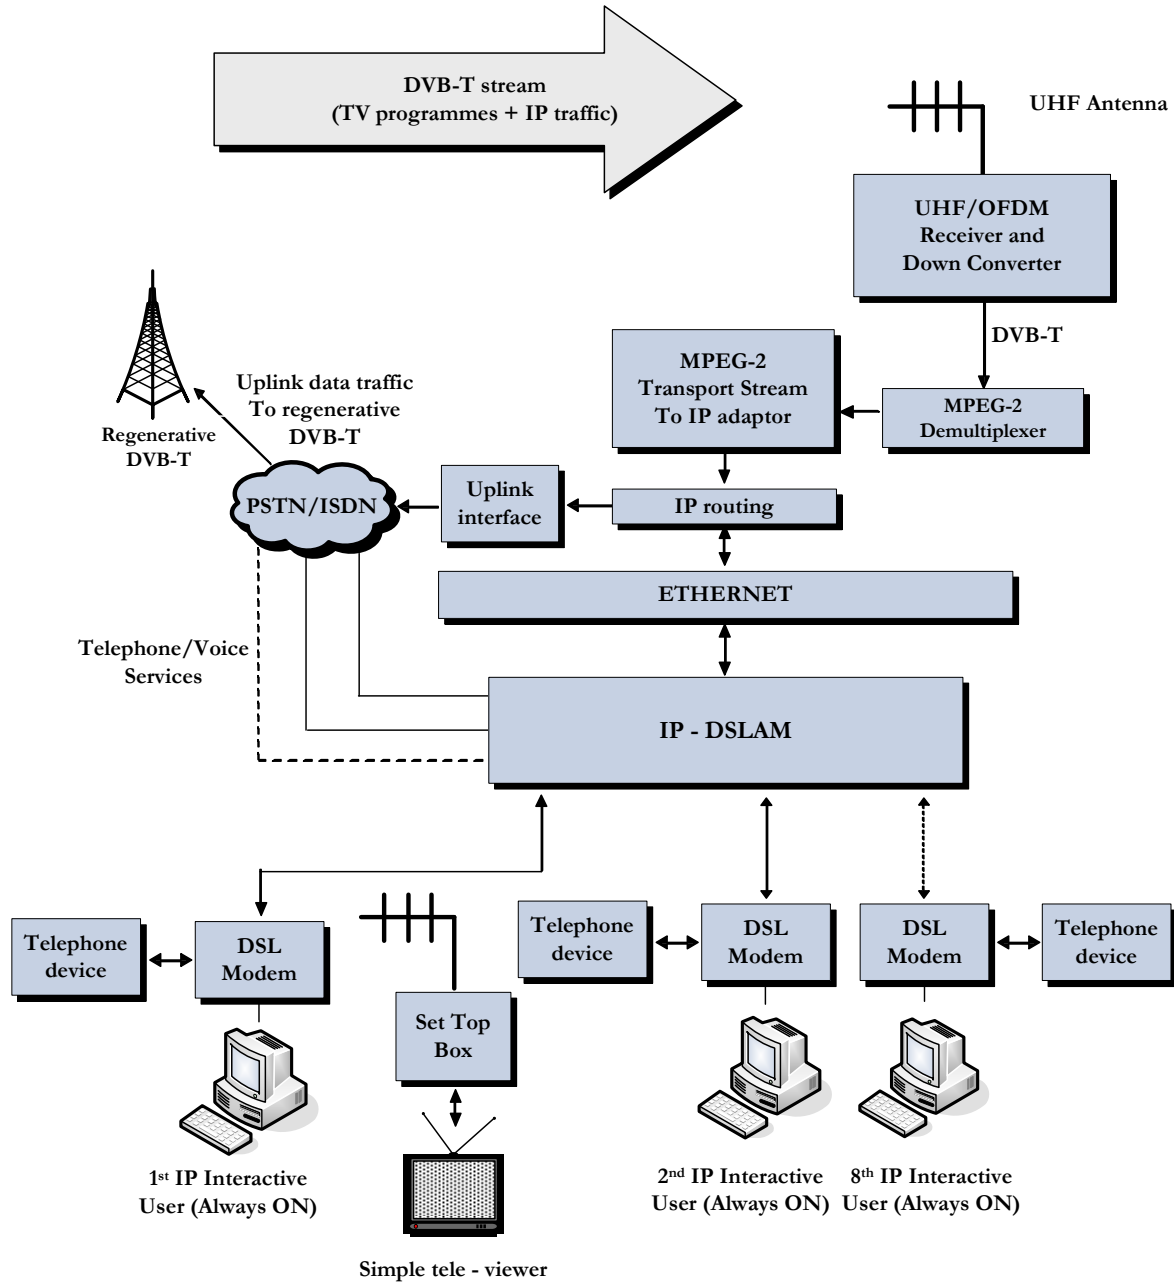 DVB-T stream
(TV programmes + IP traffic)
UHF Antenna
UHF/OFDM
Receiver and
Down Converter
DVB-T
MPEG-2
Transport Stream
To IP adaptor
MPEG-2
Demultiplexer
Uplink data traffic
To regenerative
DVB-T
Regenerative
DVB-T
PSTN/ISDN
Uplink
interface
IP routing
ETHERNET
Telephone/Voice
Services
IP - DSLAM
Telephone
device
DSL
Modem
Set Top
Box
Telephone
device
DSL
Modem
DSL
Modem
Telephone
device
1st IP Interactive
User (Always ON)
2nd IP Interactive
User (Always ON)
8th IP Interactive
User (Always ON)
Simple tele - viewer